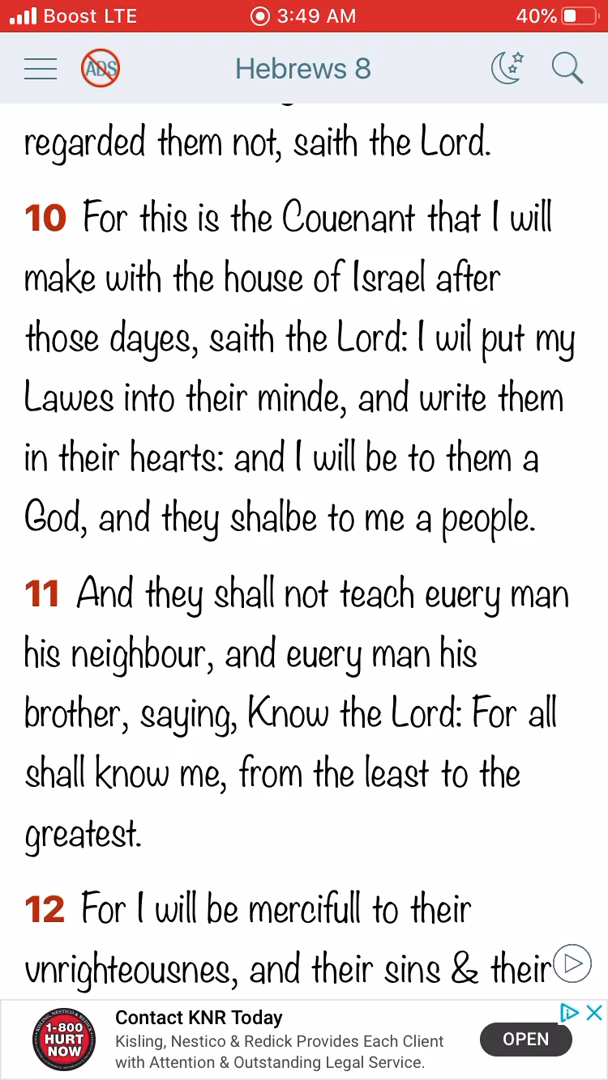 Boost LTE 3:49 AM 40%
ADS Hebrews 8
regarded them not, saith the Lord.
10 For this is the Couenant that I will
make with the house of Israel after
those dayes, saith the Lord: I wil put my
Lawes into their minde, and write them
in their hearts: and I will be to them a
God, and they shalbe to me a people.
11 And they shall not teach euery man
his neighbour, and euery man his
brother, saying, Know the Lord: For all
shall know me, from the least to the
greatest.
12 For I will be mercifull to their
vnrighteousnes, and their sins & their
KISLING, NESTICO & REDICK
1-800
HURT
NOW
Contact KNR Today
Kisling, Nestico & Redick Provides Each Client
with Attention & Outstanding Legal Service.
OPEN